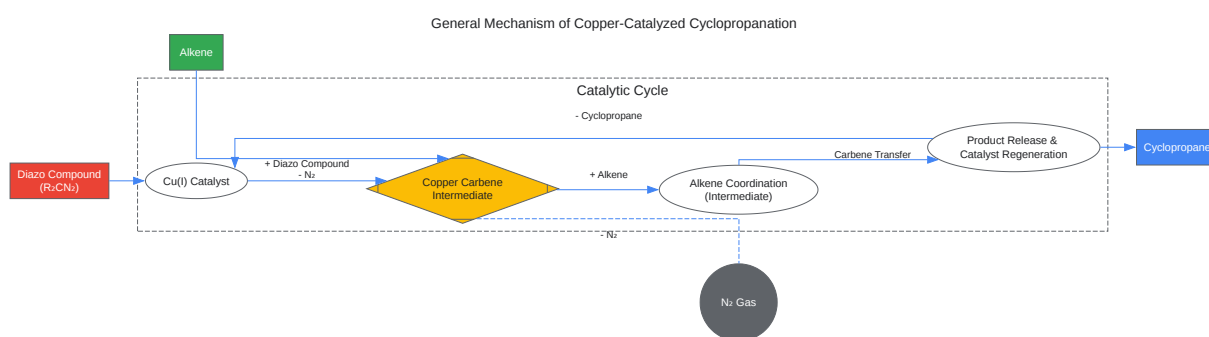 General Mechanism of Copper-Catalyzed Cyclopropanation
Alkene
Catalytic Cycle
- Cyclopropane
Diazo Compound
(R₂CN₂)
Cu(I) Catalyst
+ Diazo Compound
- N₂
Copper Carbene
Intermediate
+ Alkene
Alkene Coordination
(Intermediate)
Carbene Transfer
Product Release &
Catalyst Regeneration
Cyclopropane
- N₂
N₂ Gas